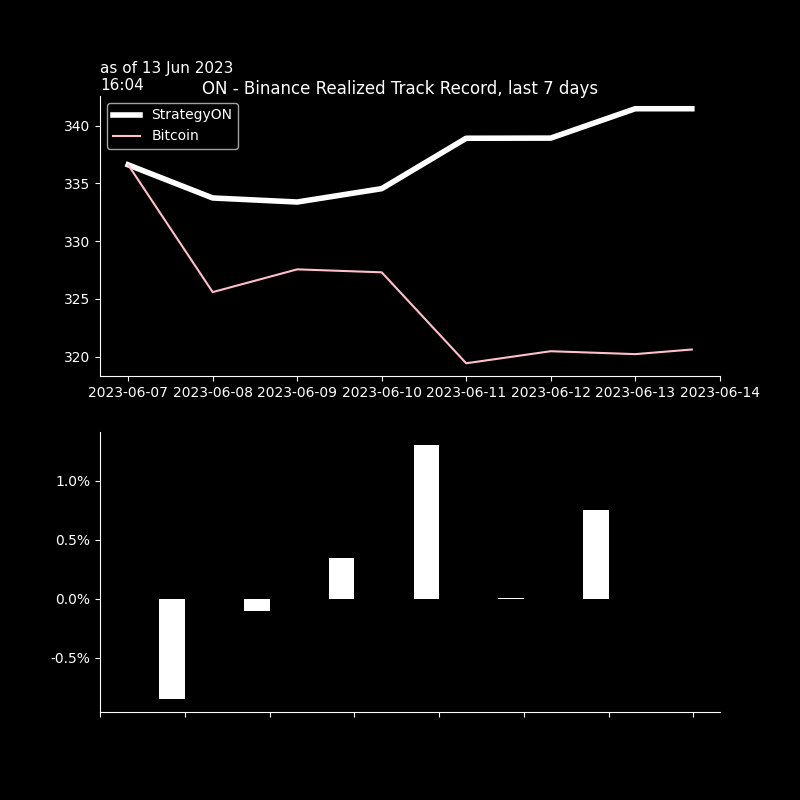 as of 13 Jun 2023
16:04
ON - Binance Realized Track Record, last 7 days
StrategyON
Bitcoin
340
335
330
325
320
2023-06-07 2023-06-08 2023-06-09 2023-06-10 2023-06-11 2023-06-12 2023-06-13 2023-06-14
1.0%
0.5%
0.0%
-0.5%